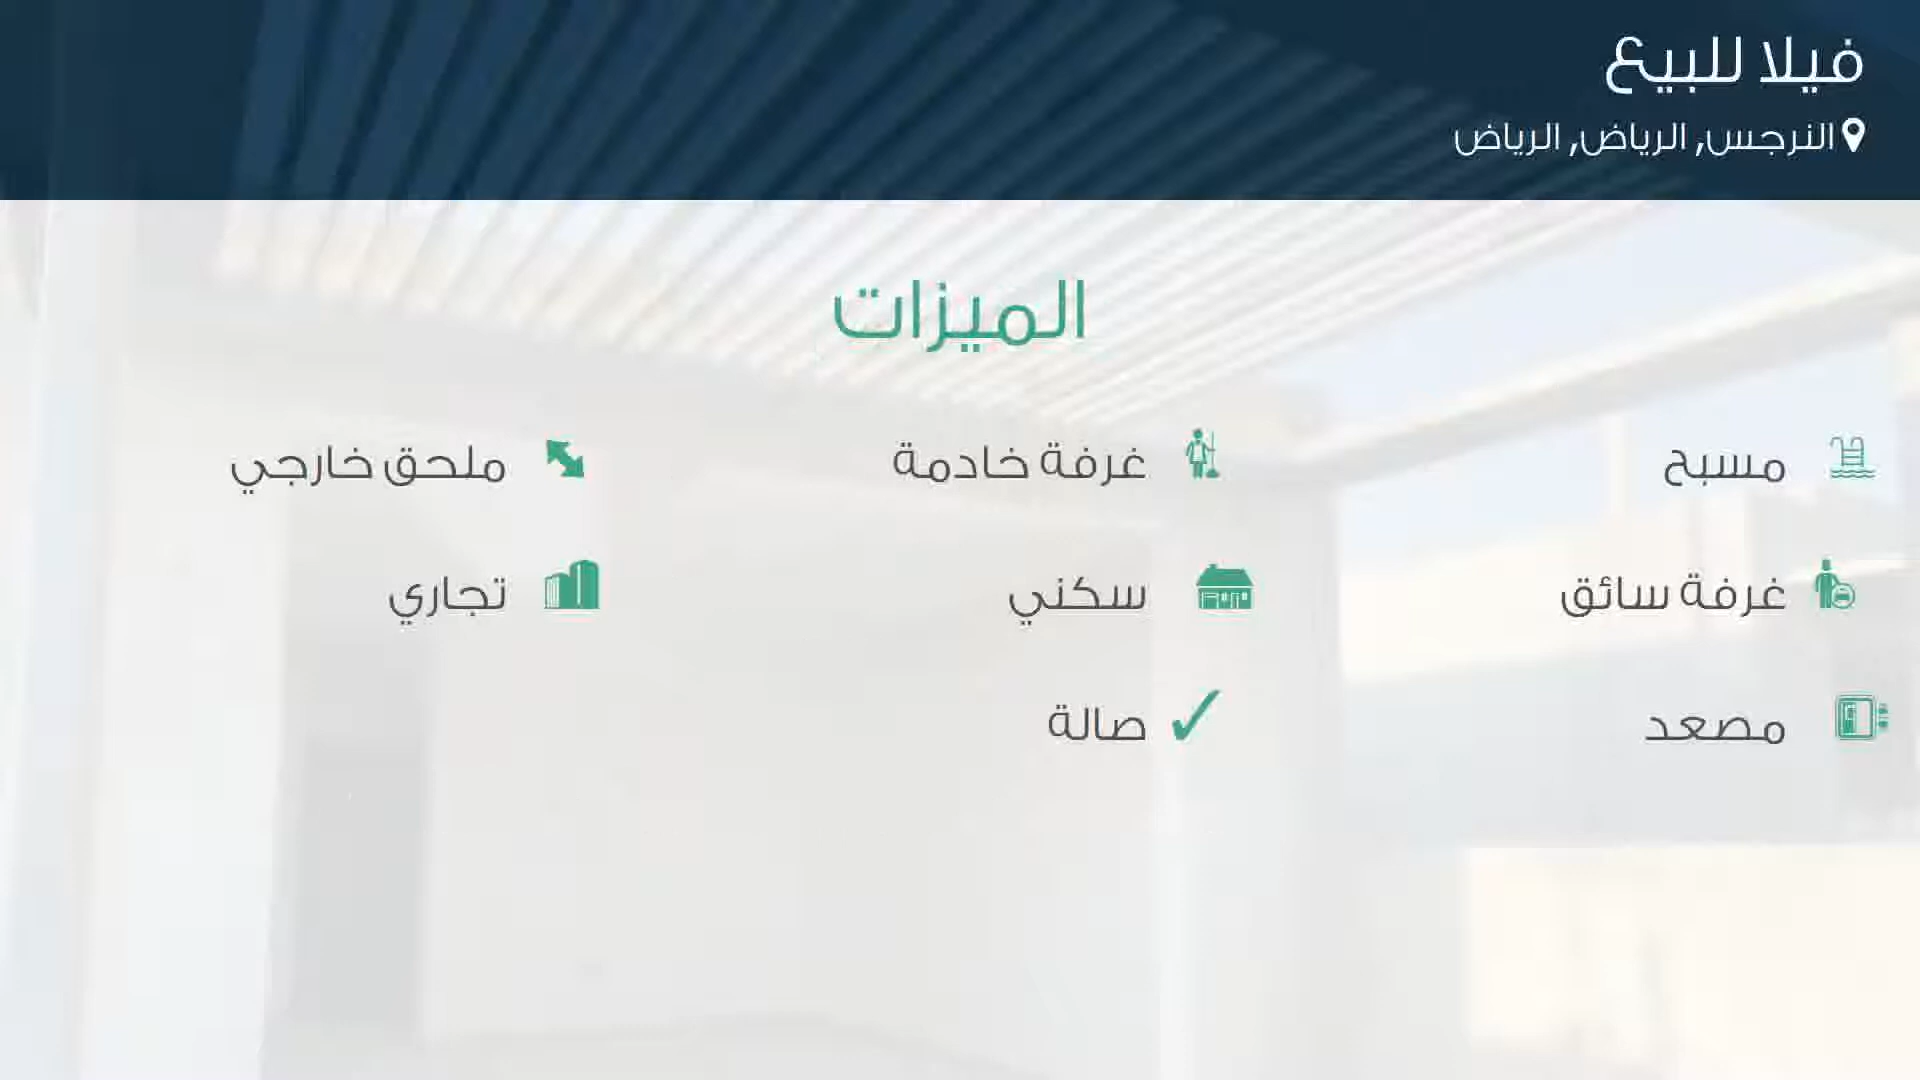 فيلا للبيع
النرجس, الرياض, الرياض
الميزات
مسبح
غرفة خادمة
ملحق خارجي
غرفة سائق
سكني
تجاري
مصعد
صالة